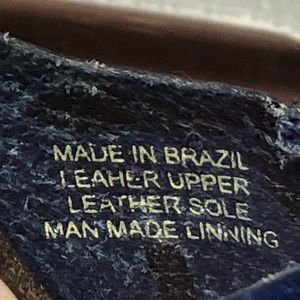 MADE IN BRAZIL
LEAHER UPPER
LEATHER SOLE
MAN MADE LINNING